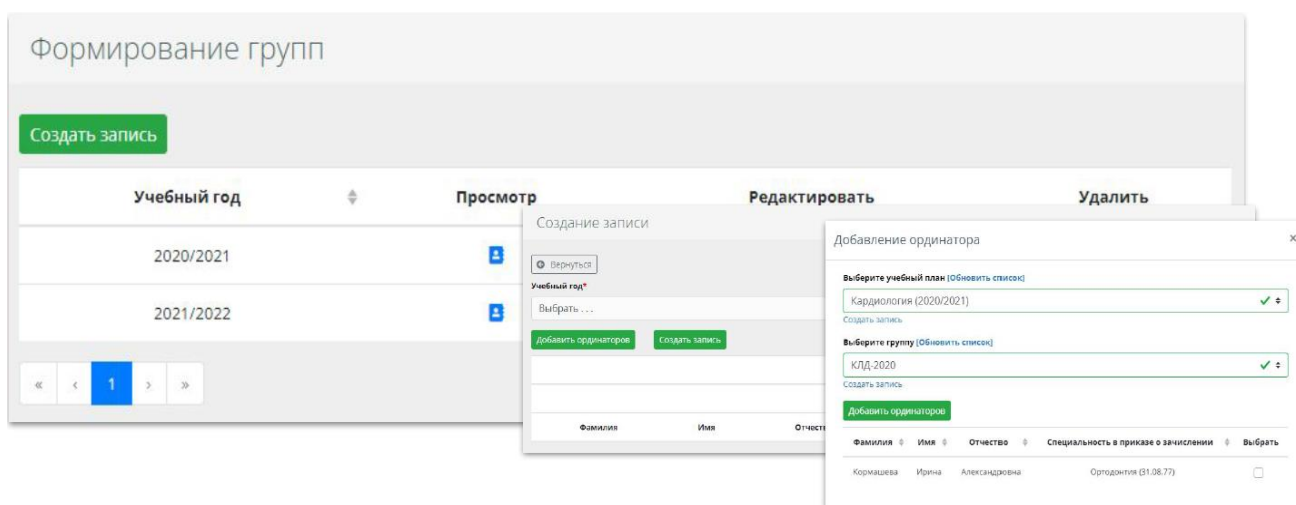 Формирование групп
Создать запись
Учебный год Просмотр Редактировать Удалить
2020/2021
2021/2022
« ‹ 1 › »
Создание записи
Вернуться
Учебный год*
Выбрать ...
Добавить ординаторов Создать запись
Фамилия Имя Отчеств
Добавление ординатора ×
Выберите учебный план [Обновить список]
Кардиология (2020/2021)
Создать запись
Выберите группу [Обновить список]
КЛД-2020
Создать запись
Добавить ординаторов
Фамилия Имя Отчество Специальность в приказе о зачислении Выбрать
Кормашева Ирина Александровна Ортодонтия (31.08.77)